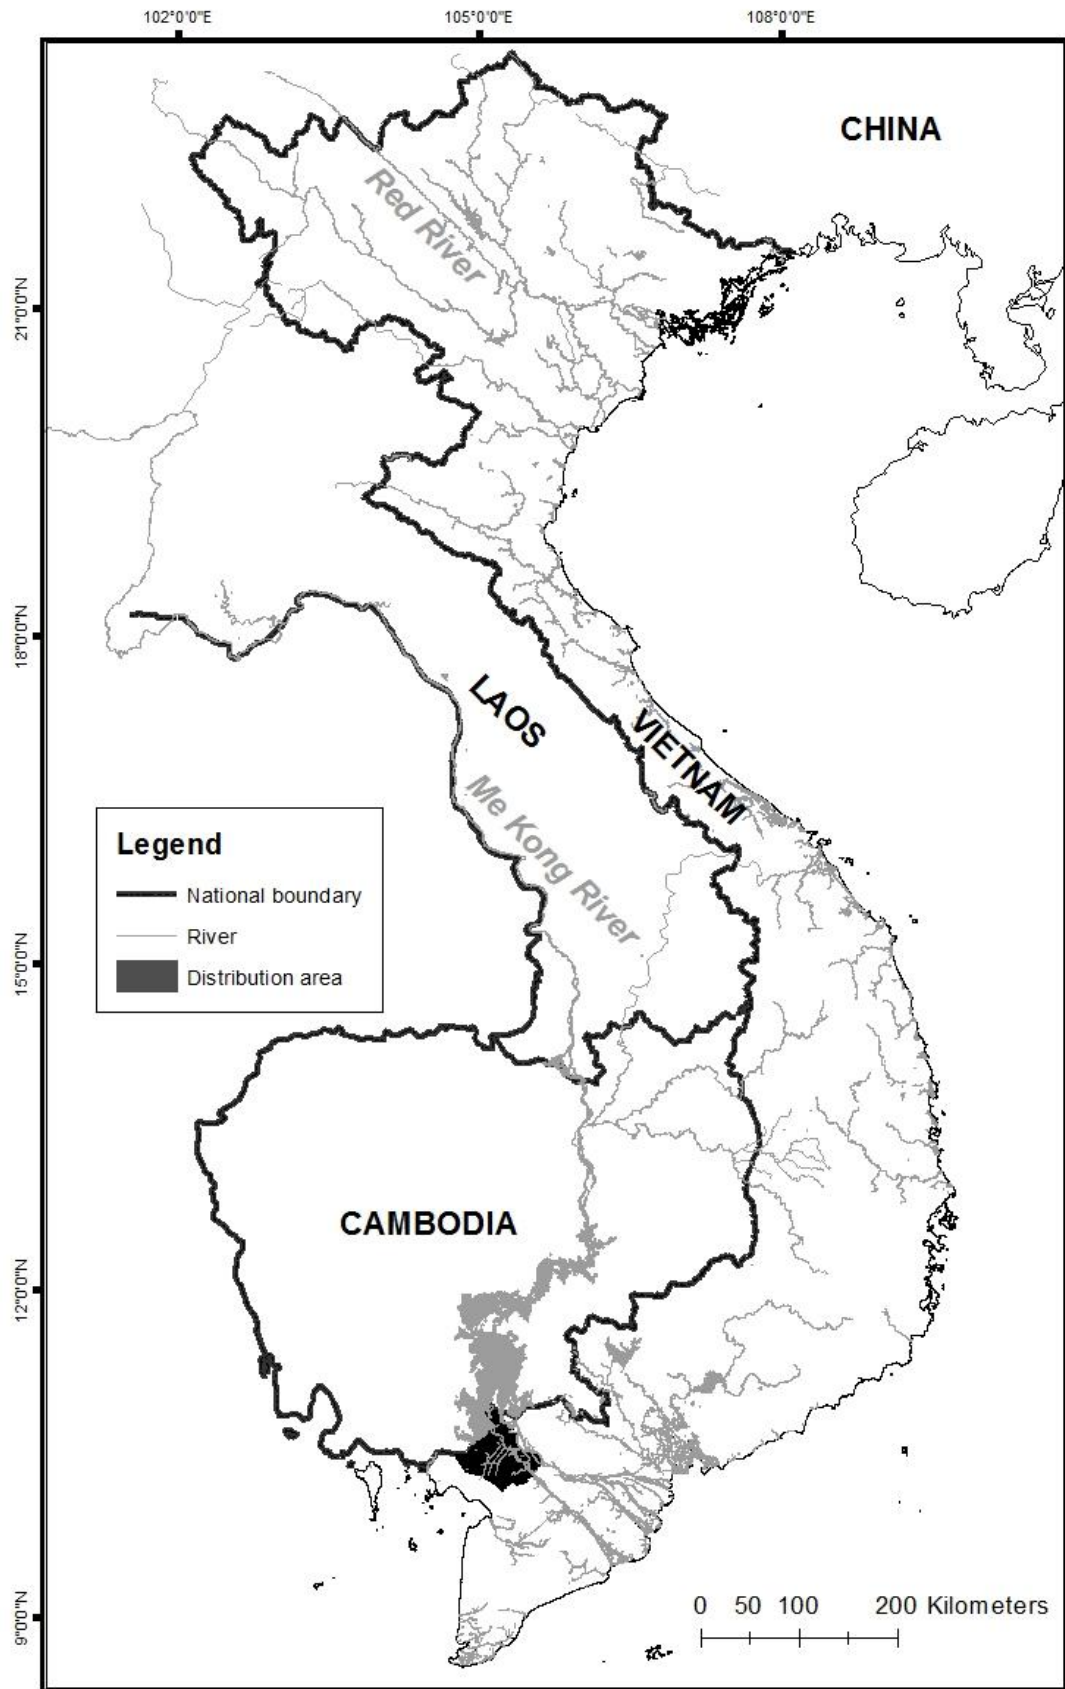 102°0'0"E 105°0'0"E 108°0'0"E
CHINA
Red River
21°0'0"N
18°0'0"N
LAOS
VIETNAM
Me Kong River
Legend
National boundary
River
Distribution area
15°0'0"N
CAMBODIA
12°0'0"N
9°0'0"N
0 50 100 200 Kilometers